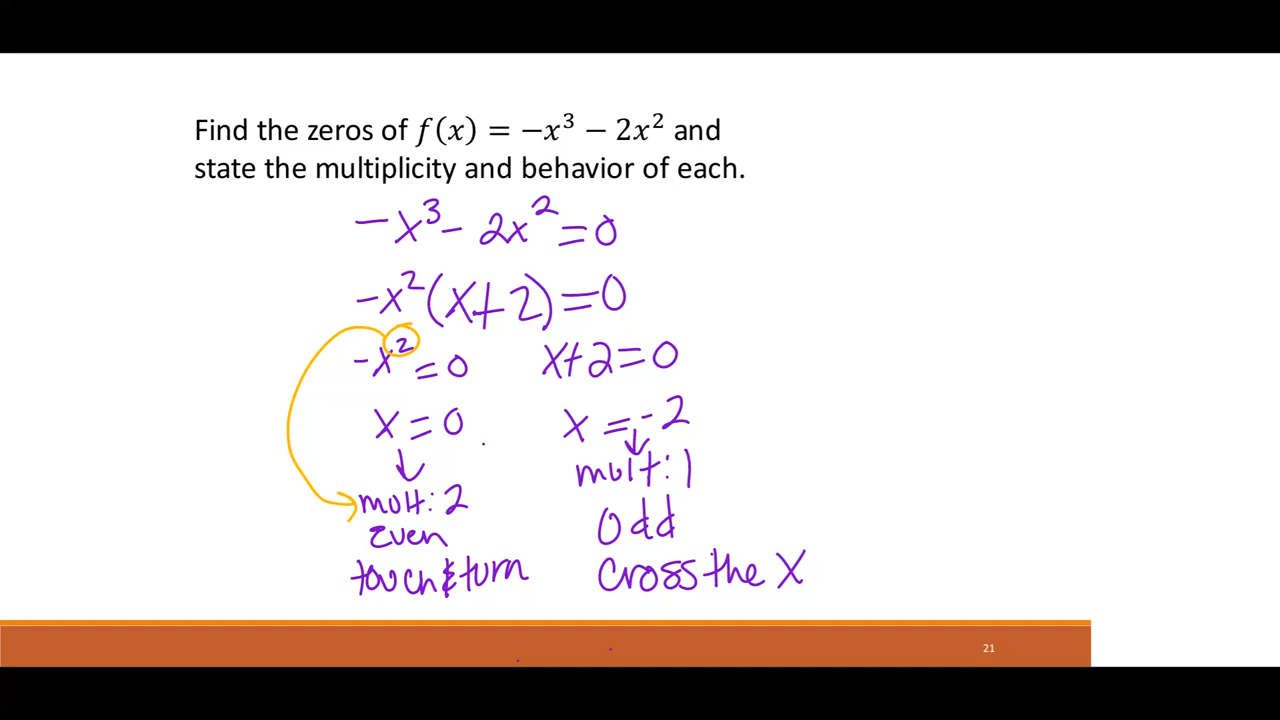 Find the zeros of f(x) = −x³ − 2x² and
state the multiplicity and behavior of each.
−x³ − 2x² = 0
−x²(x+2) = 0
−x² = 0 x+2 = 0
x = 0 x = −2
mult: 2 mult: 1
Even Odd
touch & turn cross the X
21